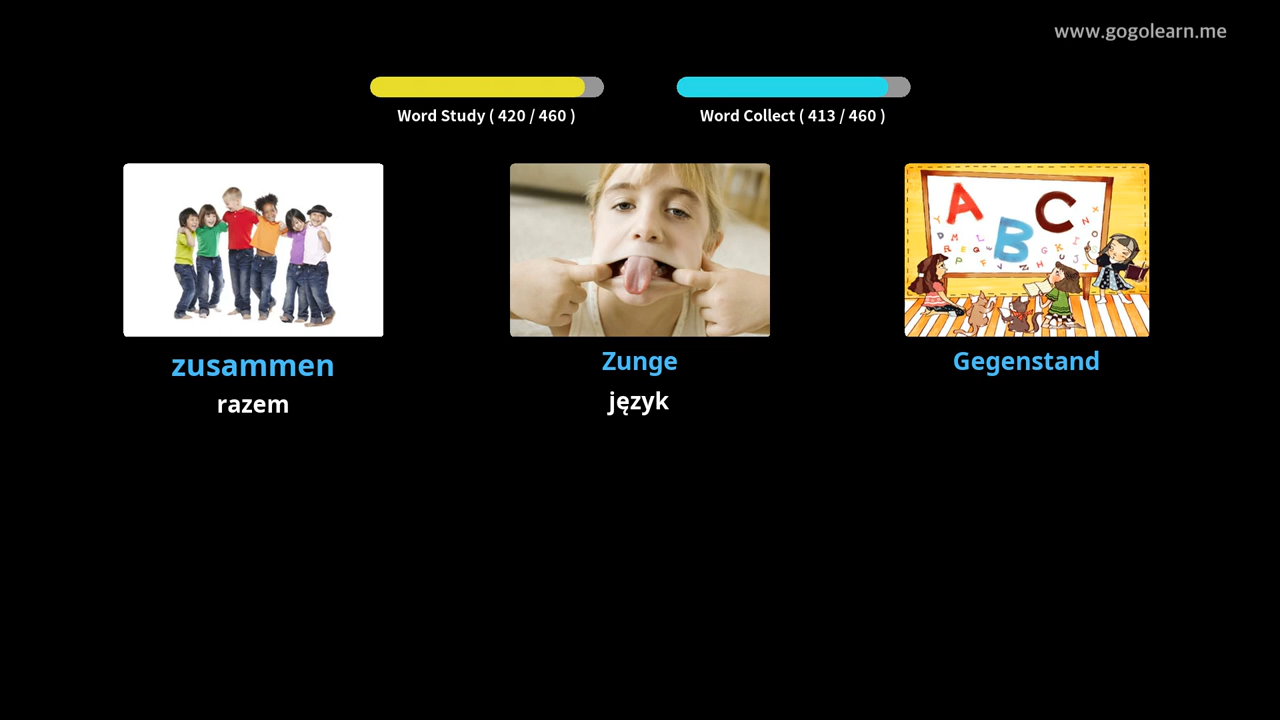 www.gogolearn.me
Word Study ( 420 / 460 )
Word Collect ( 413 / 460 )
A B C
zusammen
razem
Zunge
język
Gegenstand